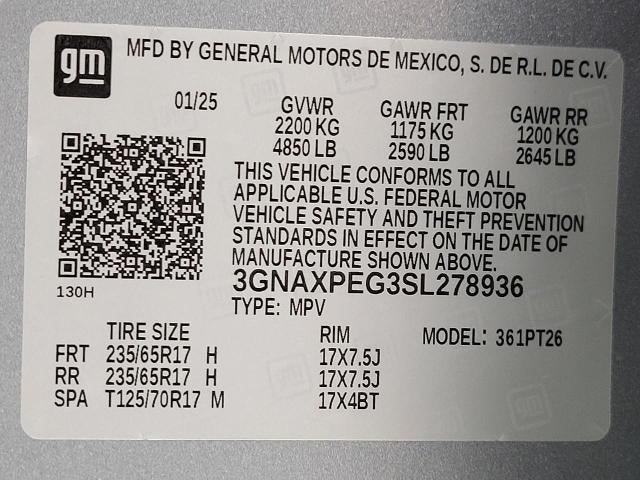 gm
MFD BY GENERAL MOTORS DE MEXICO, S. DE R.L. DE C.V.
01/25 GVWR GAWR FRT GAWR RR
2200 KG 1175 KG 1200 KG
4850 LB 2590 LB 2645 LB
THIS VEHICLE CONFORMS TO ALL
APPLICABLE U.S. FEDERAL MOTOR
VEHICLE SAFETY AND THEFT PREVENTION
STANDARDS IN EFFECT ON THE DATE OF
MANUFACTURE SHOWN ABOVE.
130H
3GNAXPEG3SL278936
TYPE: MPV
TIRE SIZE RIM MODEL: 361PT26
FRT 235/65R17 H 17X7.5J
RR 235/65R17 H 17X7.5J
SPA T125/70R17 M 17X4BT